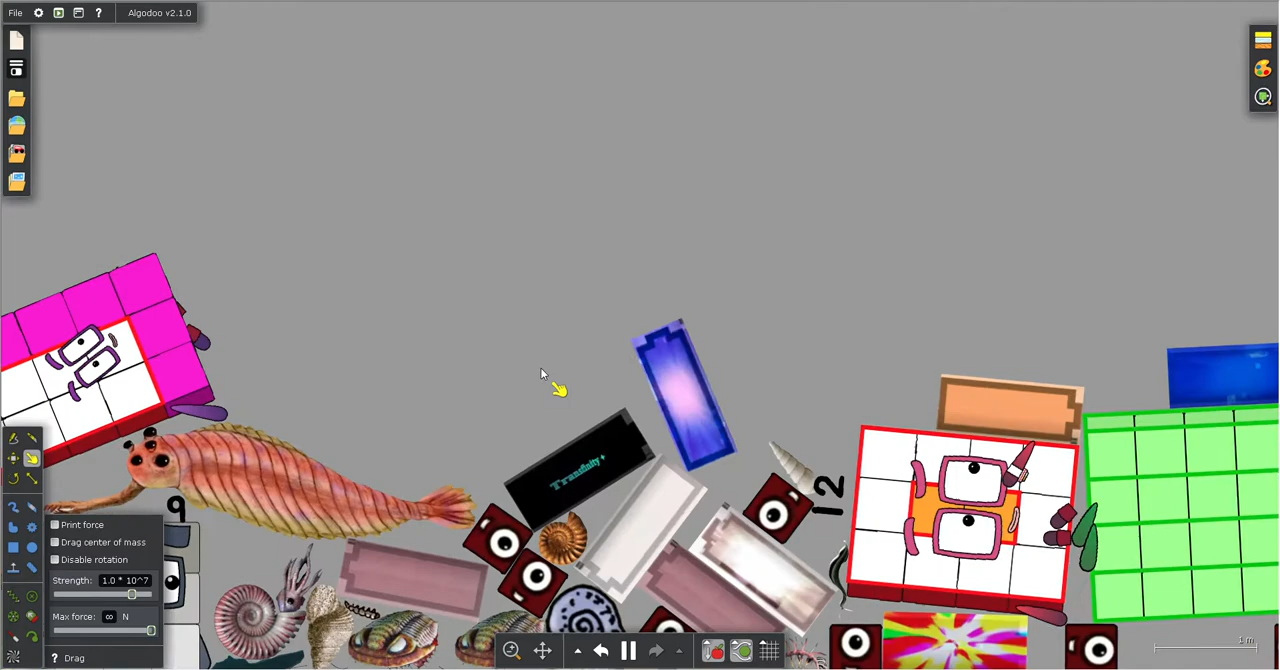 File ? Algodoo v2.1.0
Transfinity+
12
9
Print force
Drag center of mass
Disable rotation
Strength: 1.0 * 10^7
Max force: ∞ N
? Drag
1 m